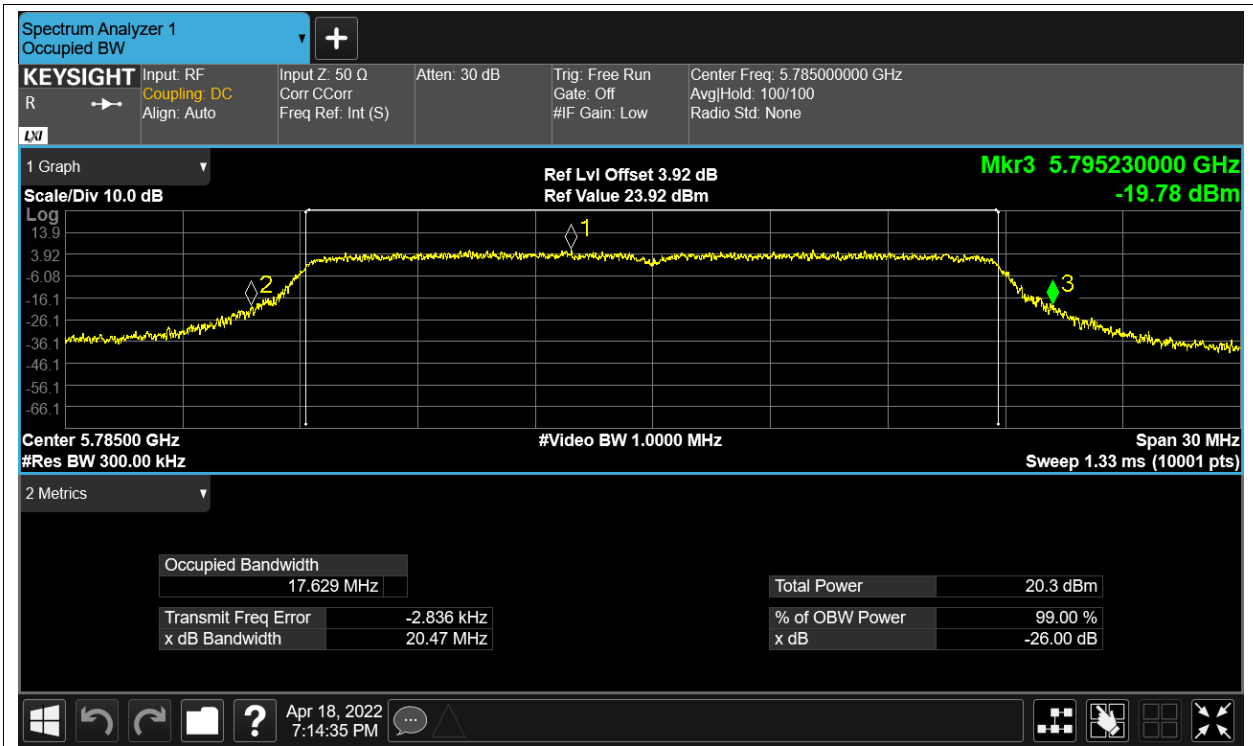 Spectrum Analyzer 1
Occupied BW
KEYSIGHT
R
LXI
Input: RF
Coupling: DC
Align: Auto
Input Z: 50 Ω
Corr CCorr
Freq Ref: Int (S)
Atten: 30 dB
Trig: Free Run
Gate: Off
#IF Gain: Low
Center Freq: 5.785000000 GHz
Avg|Hold: 100/100
Radio Std: None
1 Graph
Scale/Div 10.0 dB
Ref Lvl Offset 3.92 dB
Ref Value 23.92 dBm
Mkr3 5.795230000 GHz
-19.78 dBm
Log
13.9
3.92
-6.08
-16.1
-26.1
-36.1
-46.1
-56.1
-66.1
1
2
3
Center 5.78500 GHz
#Video BW 1.0000 MHz
Span 30 MHz
#Res BW 300.00 kHz
Sweep 1.33 ms (10001 pts)
2 Metrics
Occupied Bandwidth
17.629 MHz
Total Power 20.3 dBm
Transmit Freq Error -2.836 kHz
% of OBW Power 99.00 %
x dB Bandwidth 20.47 MHz
x dB -26.00 dB
?
Apr 18, 2022
7:14:35 PM